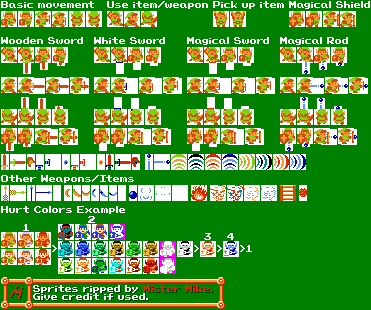 Basic movement Use item/weapon Pick up item Magical Shield
Wooden Sword White Sword Magical Sword Magical Rod
Other Weapons/Items
Hurt Colors Example
1 2 3 4
>1
Sprites ripped by Mister Mike.
Give credit if used.